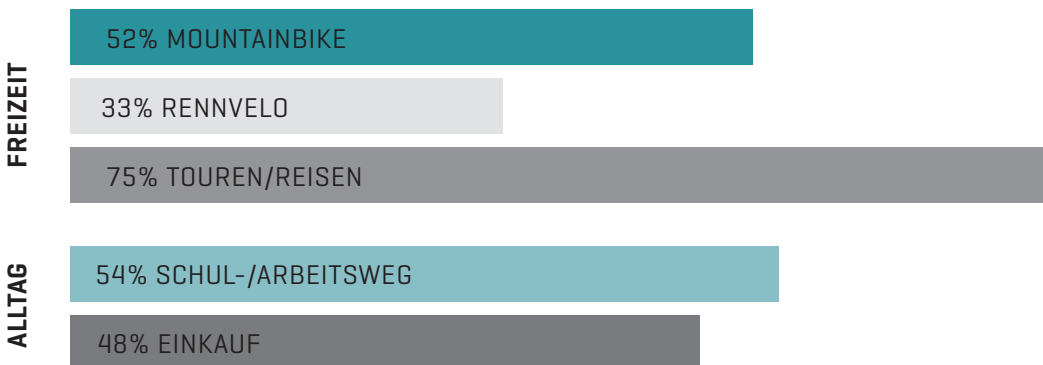 FREIZEIT
52% MOUNTAINBIKE
33% RENNVELO
75% TOUREN/REISEN
ALLTAG
54% SCHUL-/ARBEITSWEG
48% EINKAUF